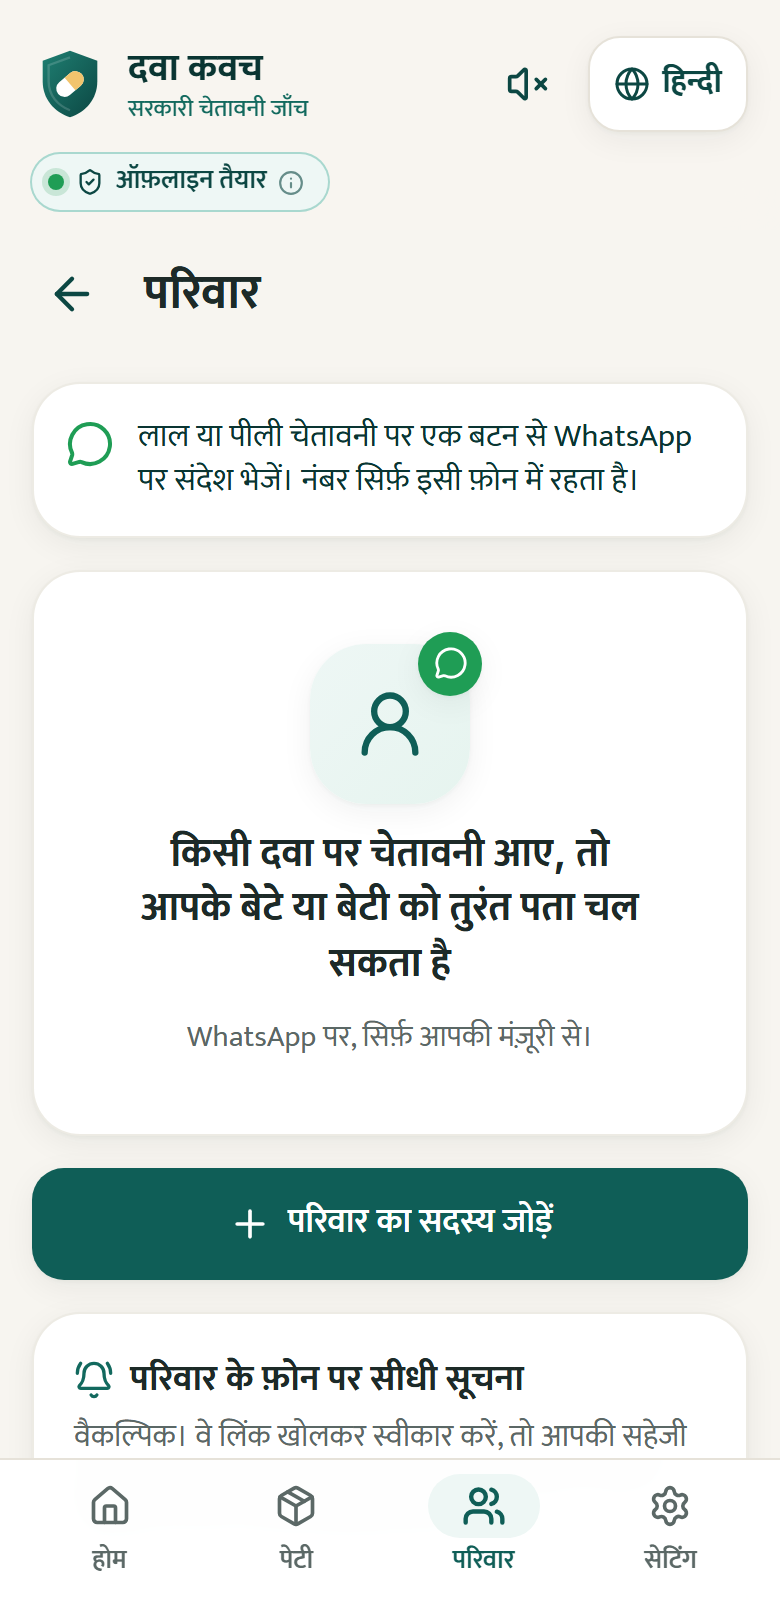 दवा कवच
सरकारी चेतावनी जाँच
हिन्दी
ऑफ़लाइन तैयार
परिवार
लाल या पीली चेतावनी पर एक बटन से WhatsApp
पर संदेश भेजें। नंबर सिर्फ़ इसी फ़ोन में रहता है।
किसी दवा पर चेतावनी आए, तो
आपके बेटे या बेटी को तुरंत पता चल
सकता है
WhatsApp पर, सिर्फ़ आपकी मंज़ूरी से।
परिवार का सदस्य जोड़ें
परिवार के फ़ोन पर सीधी सूचना
वैकल्पिक। वे लिंक खोलकर स्वीकार करें, तो आपकी सहेजी
होम
पेटी
परिवार
सेटिंग